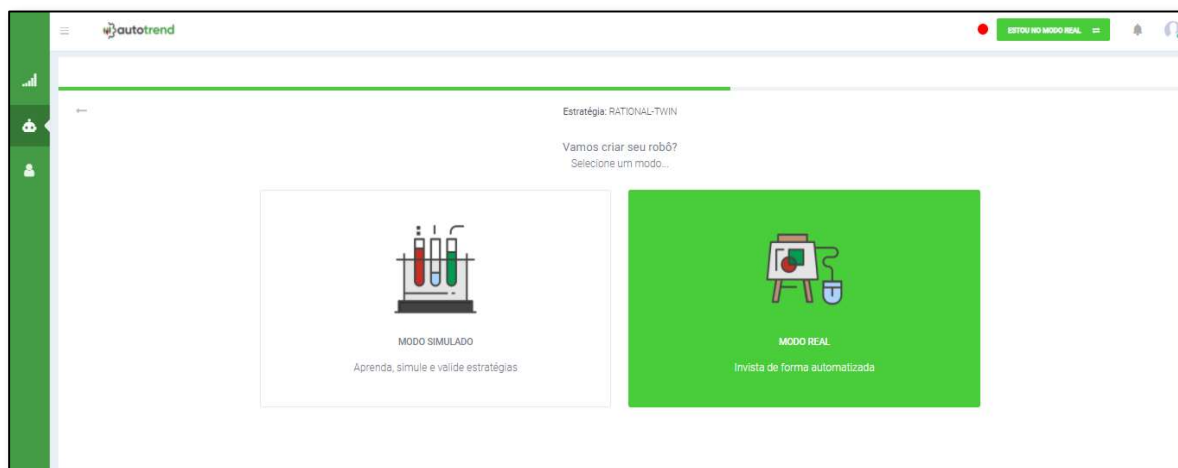 autotrend
ESTOU NO MODO REAL
Estratégia: RATIONAL-TWIN
Vamos criar seu robô?
Selecione um modo...
MODO SIMULADO
Aprenda, simule e valide estratégias
MODO REAL
Invista de forma automatizada